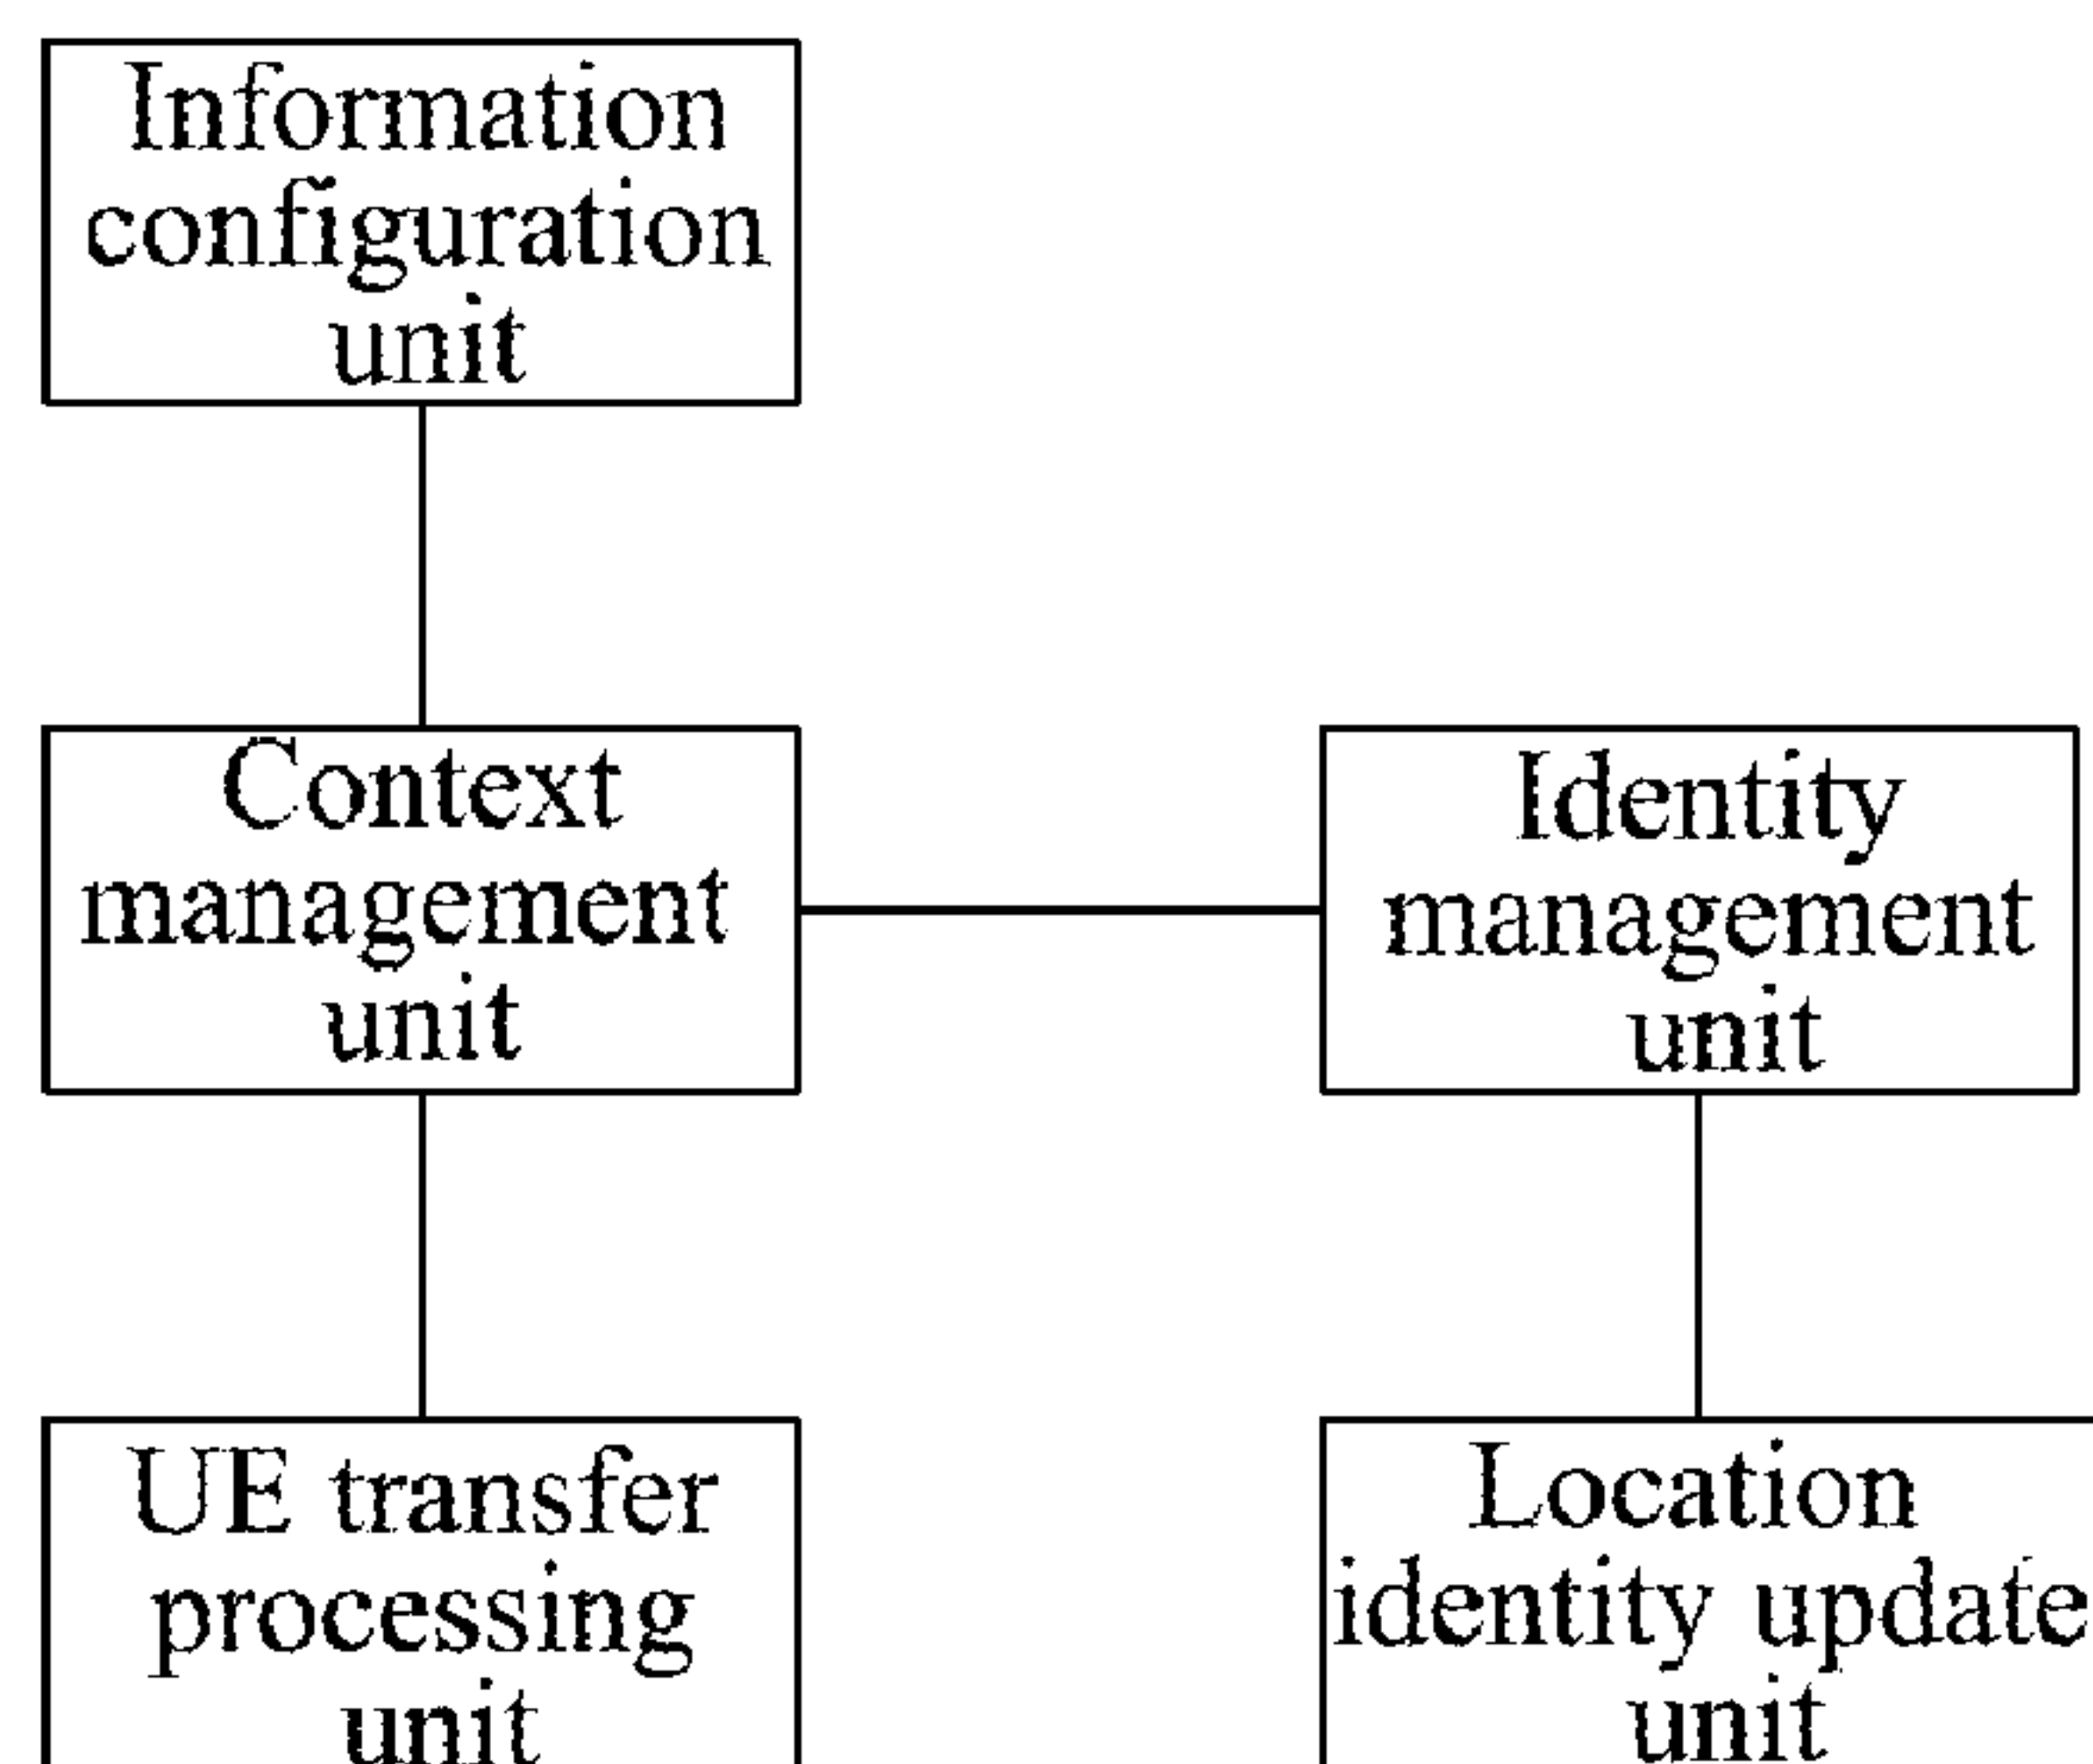 Information
configuration
unit
Context
management
unit
Identity
management
unit
UE transfer
processing
unit
Location
identity update
unit